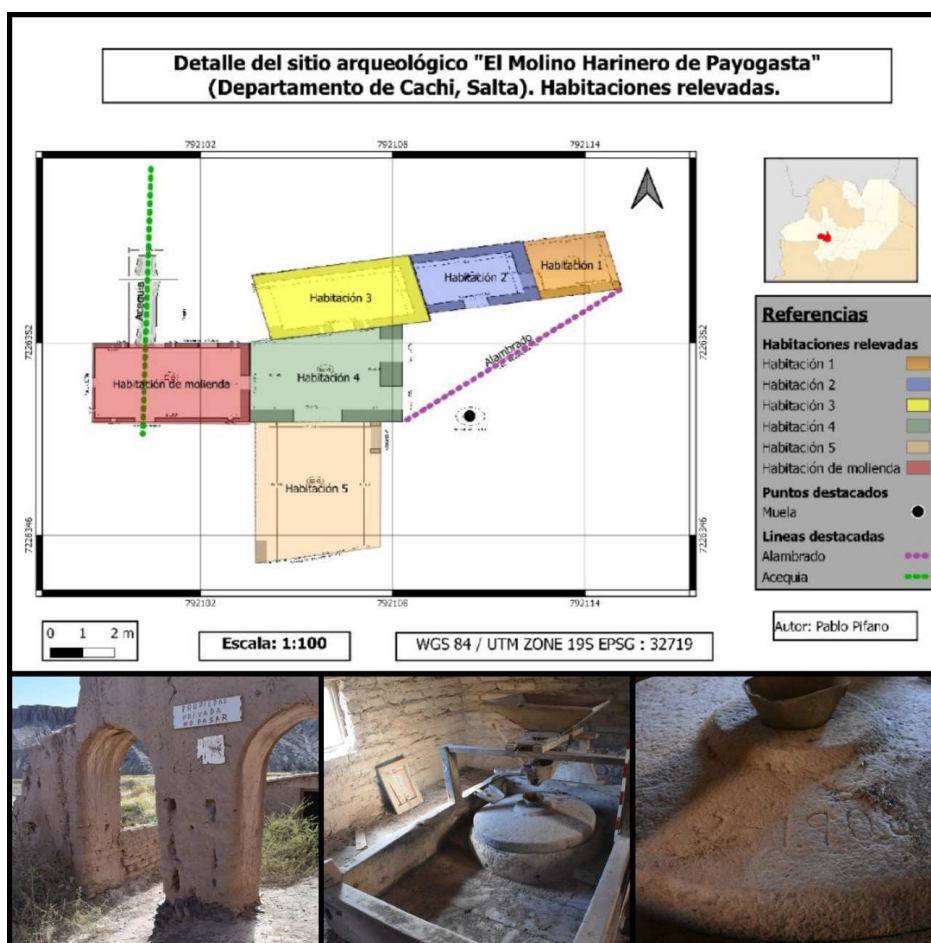 Detalle del sitio arqueológico "El Molino Harinero de Payogasta"
(Departamento de Cachi, Salta). Habitaciones relevadas.
792102 792108 792114
Habitación 1
Habitación 2
Habitación 3
Acequia
7226352 7226352
Alambrado
Habitación de molienda
Habitación 4
Habitación 5
7226346 7226346
792102 792106 792114
Referencias
Habitaciones relevadas
Habitación 1
Habitación 2
Habitación 3
Habitación 4
Habitación 5
Habitación de molienda
Puntos destacados
Muela
Lineas destacadas
Alambrado
Acequia
0 1 2 m
Escala: 1:100
WGS 84 / UTM ZONE 19S EPSG : 32719
Autor: Pablo Pifano
PROPIEDAD
PRIVADA
NO PASAR